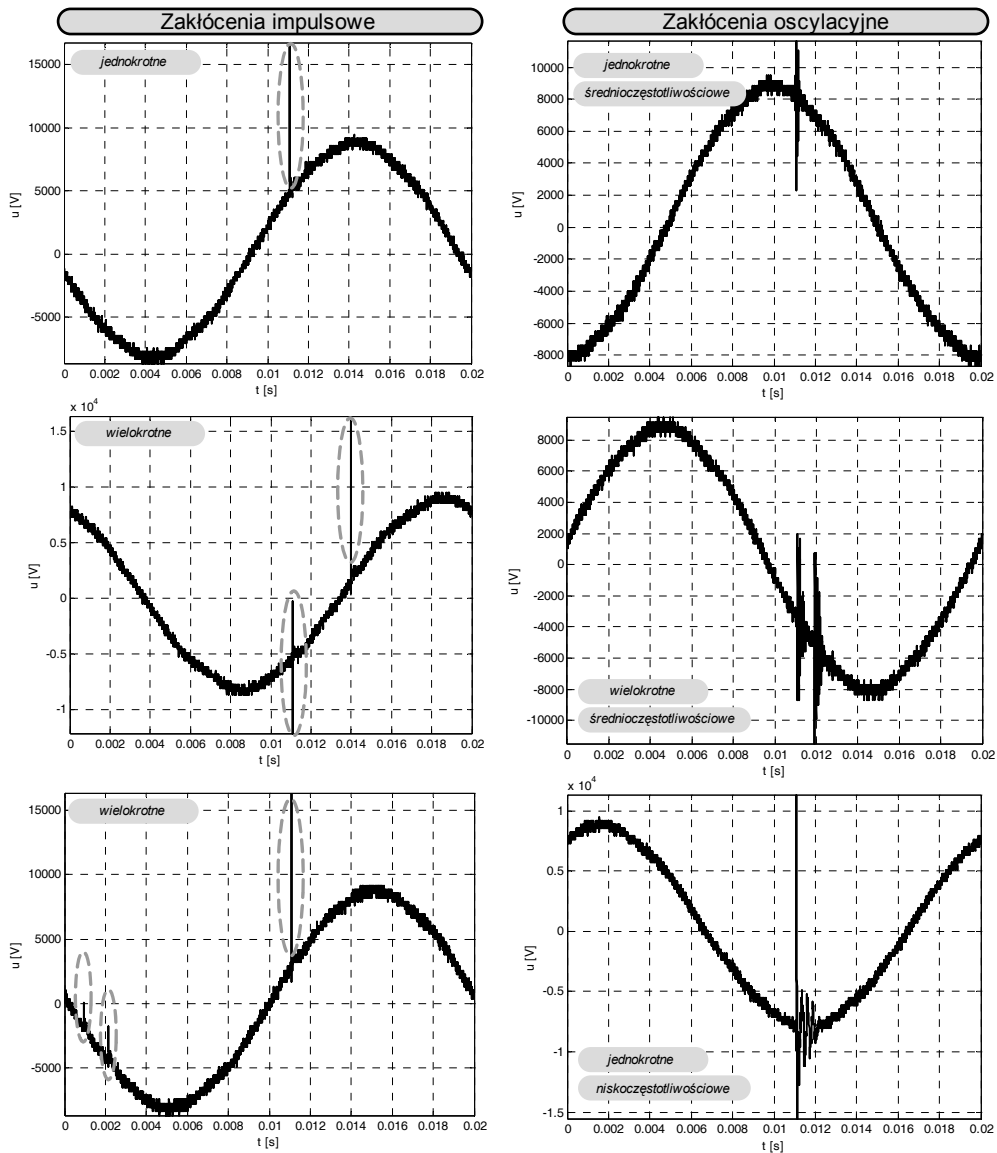 Zakłócenia impulsowe
jednokrotne
15000
10000
5000
0
-5000
u [V]
0 0.002 0.004 0.006 0.008 0.01 0.012 0.014 0.016 0.018 0.02
t [s]
x 10^4
wielokrotne
1.5
1
0.5
0
-0.5
-1
u [V]
0 0.002 0.004 0.006 0.008 0.01 0.012 0.014 0.016 0.018 0.02
t [s]
wielokrotne
15000
10000
5000
0
-5000
u [V]
0 0.002 0.004 0.006 0.008 0.01 0.012 0.014 0.016 0.018 0.02
t [s]
Zakłócenia oscylacyjne
jednokrotne
średnioczęstotliwościowe
10000
8000
6000
4000
2000
0
-2000
-4000
-6000
-8000
u [V]
0 0.002 0.004 0.006 0.008 0.01 0.012 0.014 0.016 0.018 0.02
t [s]
8000
6000
4000
2000
0
-2000
-4000
-6000
-8000
-10000
u [V]
wielokrotne
średnioczęstotliwościowe
0 0.002 0.004 0.006 0.008 0.01 0.012 0.014 0.016 0.018 0.02
t [s]
x 10^4
1
0.5
0
-0.5
-1
-1.5
u [V]
jednokrotne
niskoczęstotliwościowe
0 0.002 0.004 0.006 0.008 0.01 0.012 0.014 0.016 0.018 0.02
t [s]